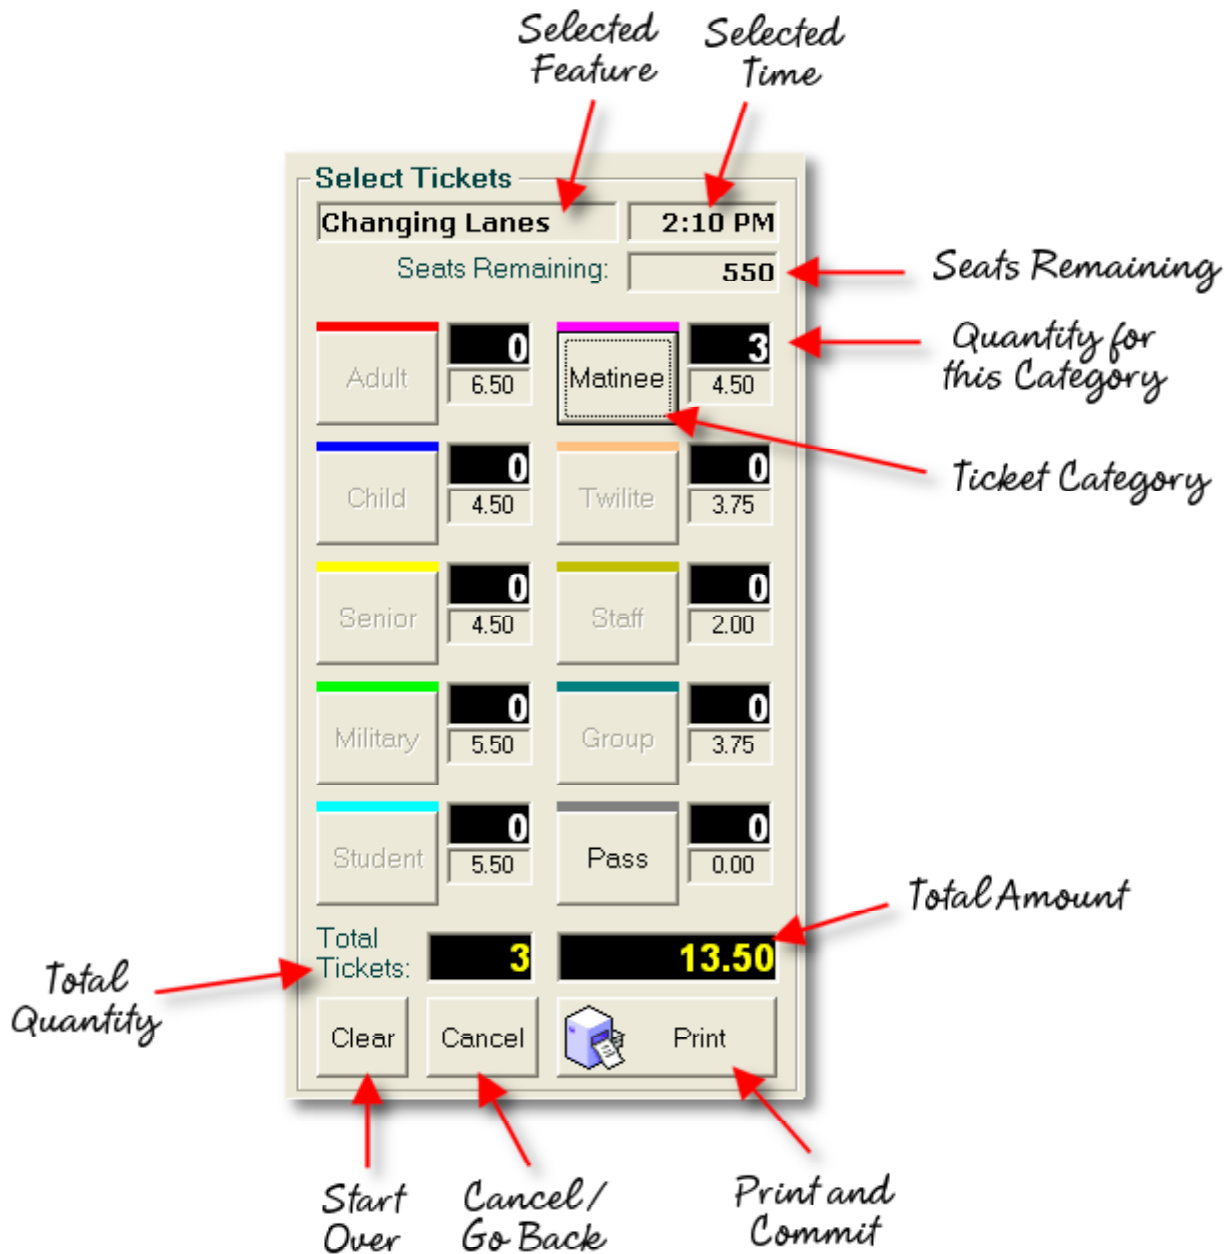 Selected
Feature
Selected
Time
Select Tickets
Changing Lanes
2:10 PM
Seats Remaining:
550
Seats Remaining
Adult
0
6.50
Matinee
3
4.50
Quantity for
this Category
Ticket Category
Child
0
4.50
Twilite
0
3.75
Senior
0
4.50
Staff
0
2.00
Military
0
5.50
Group
0
3.75
Student
0
5.50
Pass
0
0.00
Total Amount
Total
Tickets:
3
13.50
Total
Quantity
Clear
Cancel
Print
Start
Over
Cancel/
Go Back
Print and
Commit